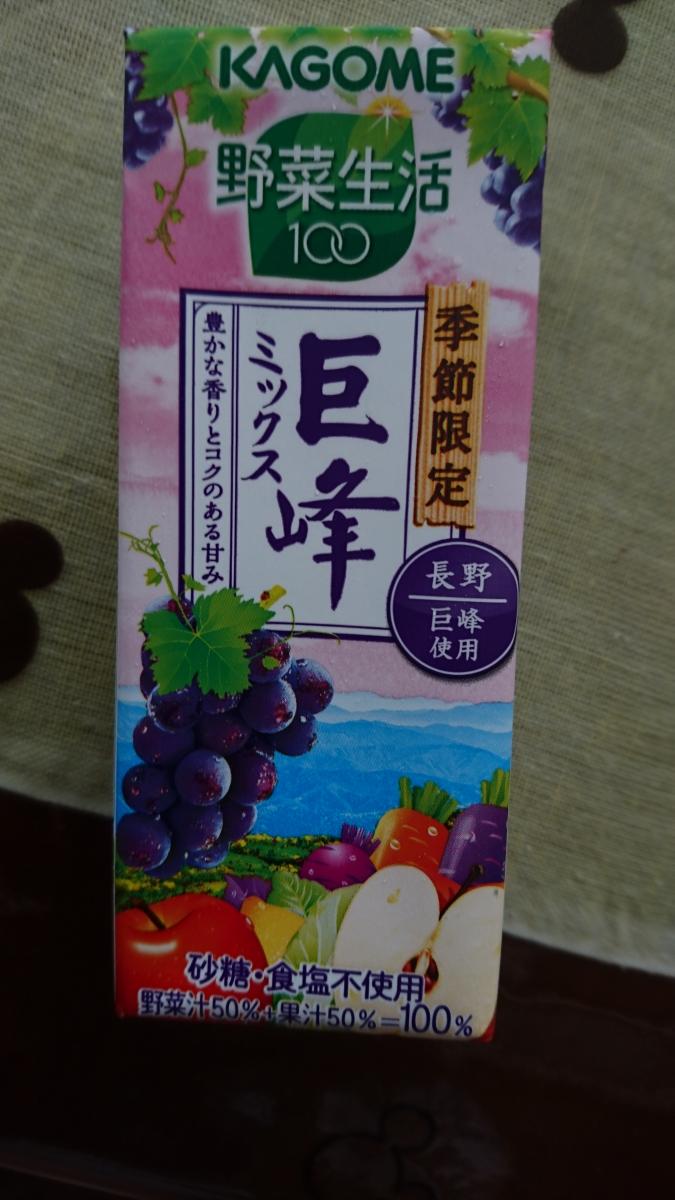 KAGOME
野菜生活
100
季節限定
巨峰
ミックス
豊かな香りとコクのある甘み
長野
巨峰
使用
砂糖・食塩不使用
野菜汁50%+果汁50%=100%